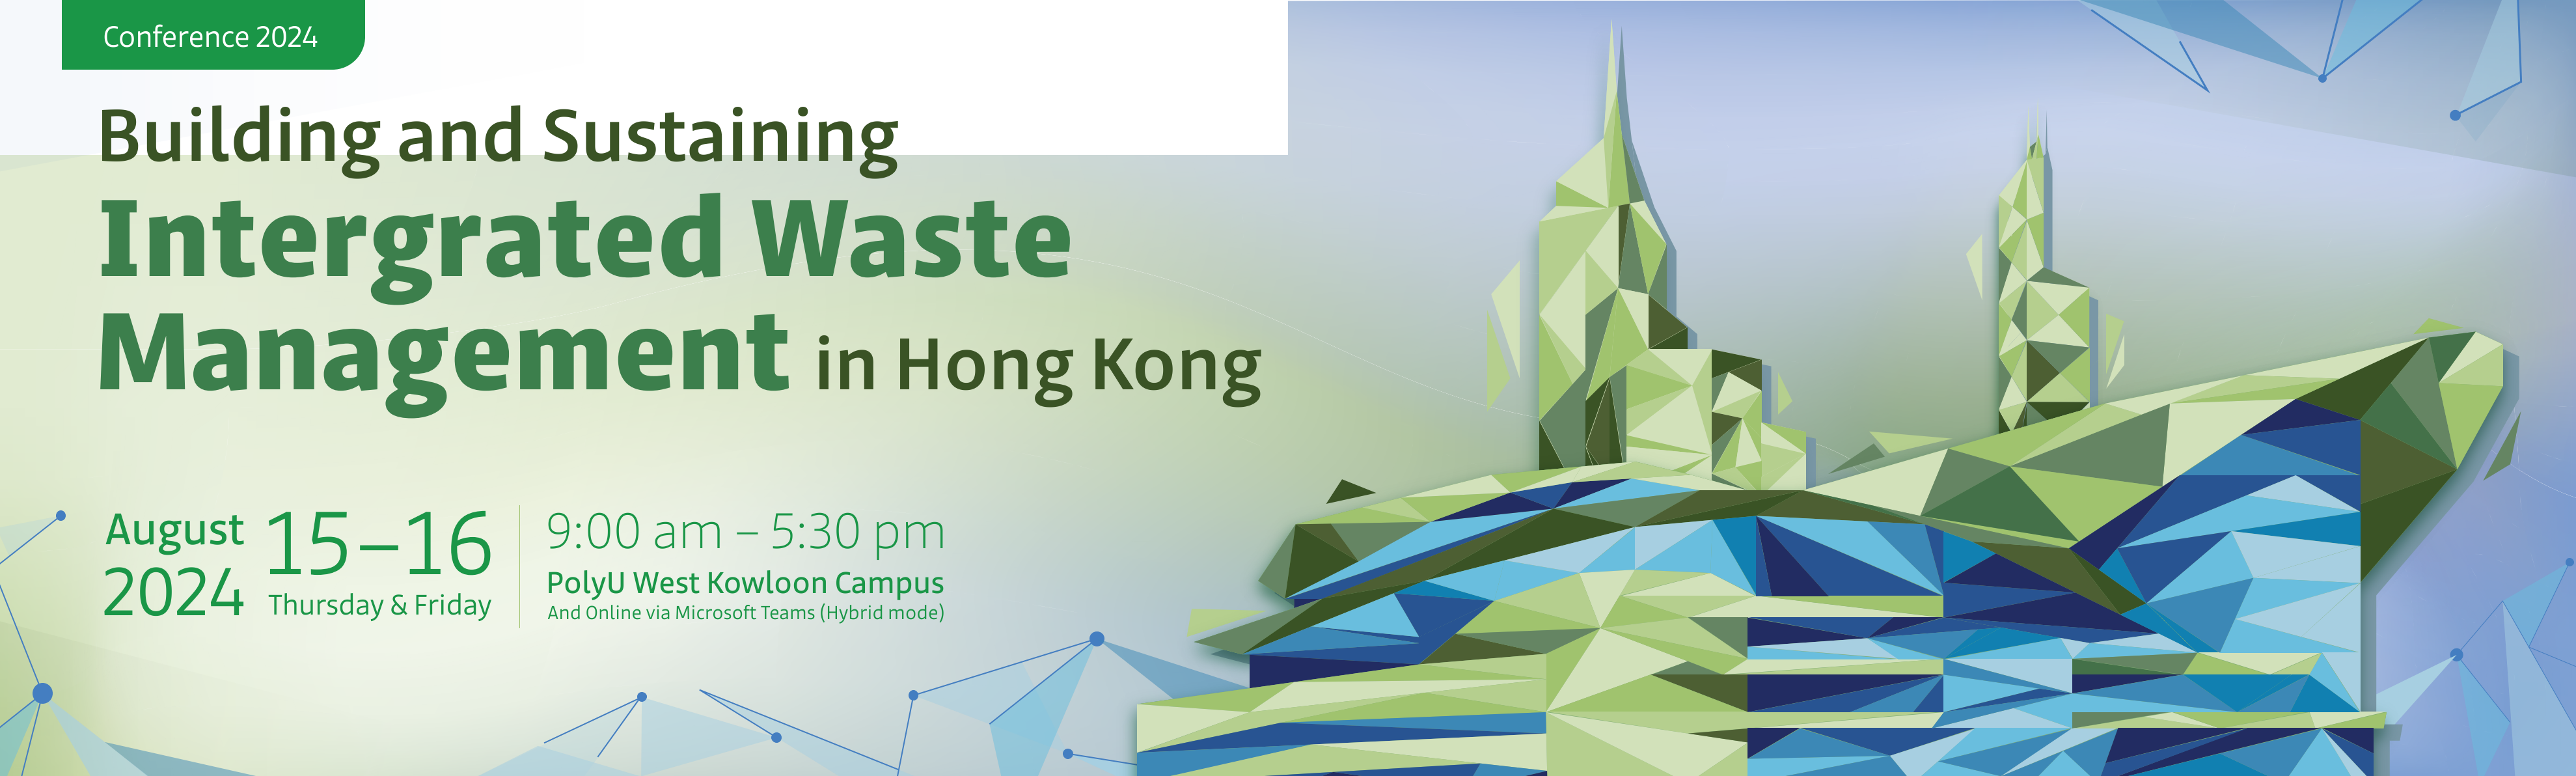 Conference 2024
Building and Sustaining
Intergrated Waste
Management in Hong Kong
August
2024
15–16
Thursday & Friday
9:00 am – 5:30 pm
PolyU West Kowloon Campus
And Online via Microsoft Teams (Hybrid mode)